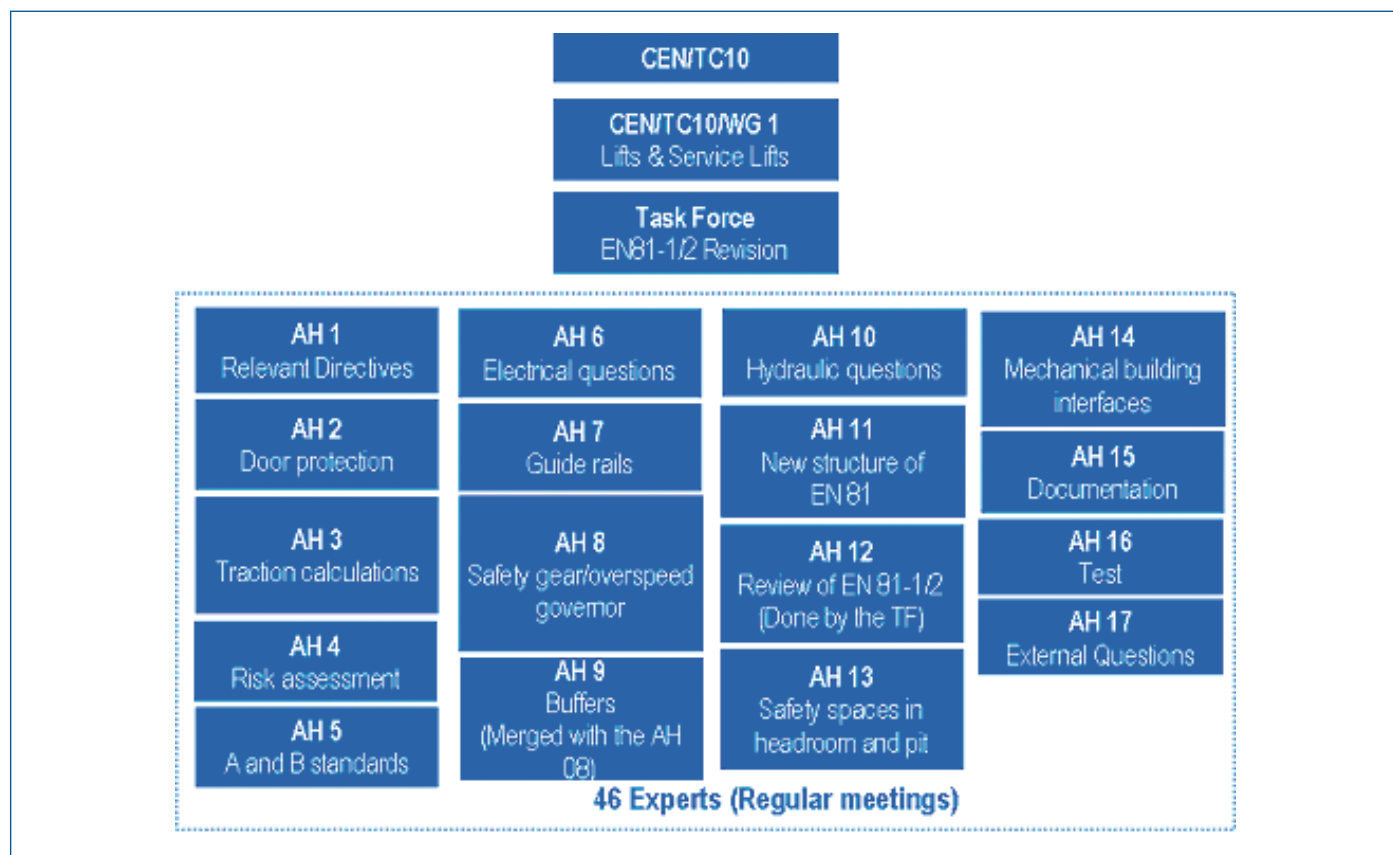 CEN/TC10
CEN/TC10/WG 1
Lifts & Service Lifts
Task Force
EN81-1/2 Revision
AH 1
Relevant Directives
AH 2
Door protection
AH 3
Traction calculations
AH 4
Risk assessment
AH 5
A and B standards
AH 6
Electrical questions
AH 7
Guide rails
AH 8
Safety gear/overspeed
governor
AH 9
Buffers
(Merged with the AH
08)
AH 10
Hydraulic questions
AH 11
New structure of
EN 81
AH 12
Review of EN 81-1/2
(Done by the TF)
AH 13
Safety spaces in
headroom and pit
AH 14
Mechanical building
interfaces
AH 15
Documentation
AH 16
Test
AH 17
External Questions
46 Experts (Regular meetings)